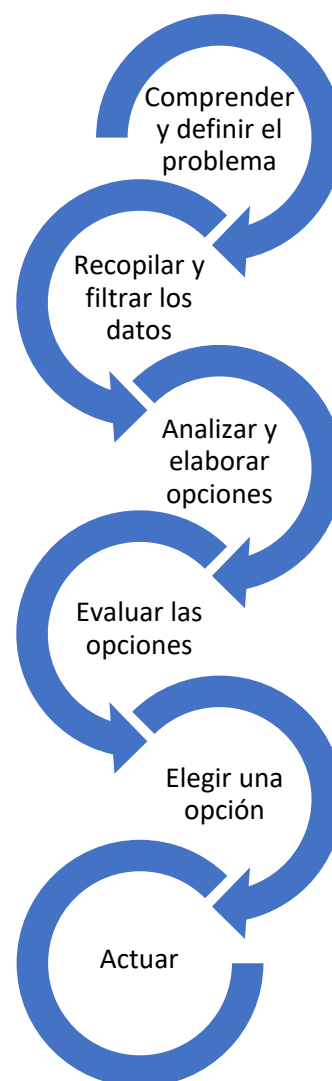 Comprender
y definir el
problema
Recopilar y
filtrar los
datos
Analizar y
elaborar
opciones
Evaluar las
opciones
Elegir una
opción
Actuar